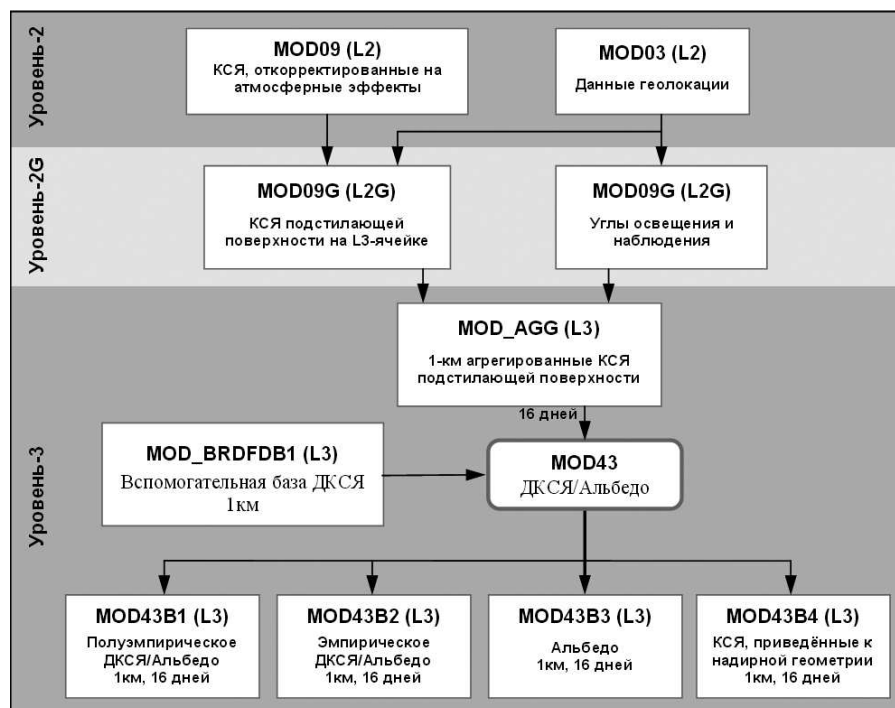 Уровень-2
MOD09 (L2)
КСЯ, откорректированные на
атмосферные эффекты
MOD03 (L2)
Данные геолокации
Уровень-2G
MOD09G (L2G)
КСЯ подстилающей
поверхности на L3-ячейке
MOD09G (L2G)
Углы освещения и
наблюдения
Уровень-3
MOD_AGG (L3)
1-км агрегированные КСЯ
подстилающей поверхности
16 дней
MOD_BRDFDB1 (L3)
Вспомогательная база ДКСЯ
1км
MOD43
ДКСЯ/Альбедо
MOD43B1 (L3)
Полуэмпирическое
ДКСЯ/Альбедо
1км, 16 дней
MOD43B2 (L3)
Эмпирическое
ДКСЯ/Альбедо
1км, 16 дней
MOD43B3 (L3)
Альбедо
1км, 16 дней
MOD43B4 (L3)
КСЯ, приведённые к
надирной геометрии
1км, 16 дней